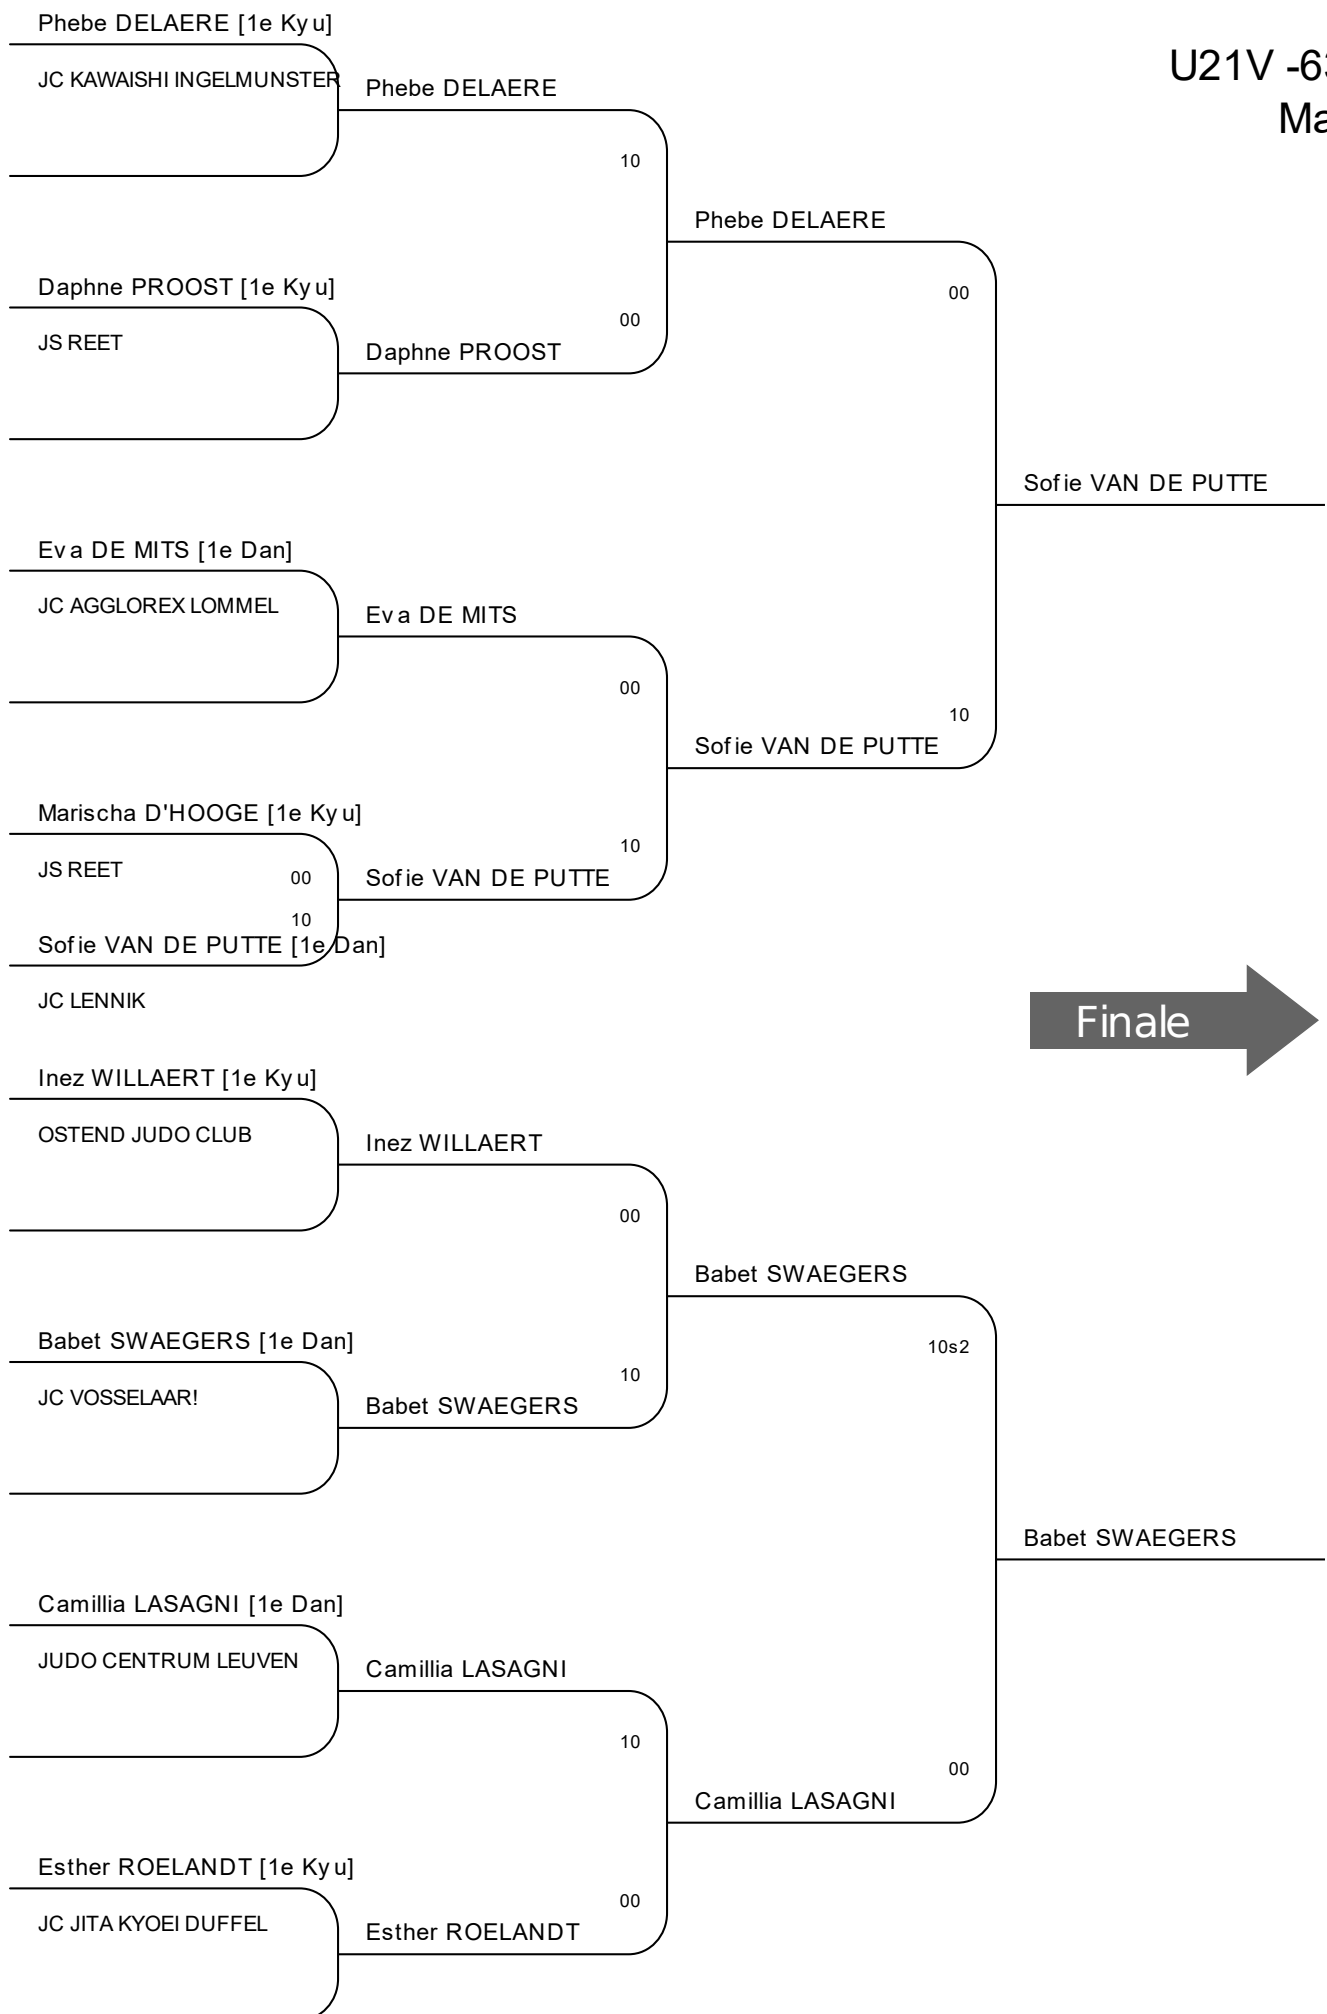 Phebe DELAERE [1e Kyu]
JC KAWAISHI INGELMUNSTER
Phebe DELAERE
U21V -63
Ma
10
Phebe DELAERE
Daphne PROOST [1e Kyu]
00
00
JS REET
Daphne PROOST
Sofie VAN DE PUTTE
Eva DE MITS [1e Dan]
JC AGGLOREX LOMMEL
Eva DE MITS
00
10
Sofie VAN DE PUTTE
Marischa D'HOOGE [1e Kyu]
10
JS REET
00
Sofie VAN DE PUTTE
10
Sofie VAN DE PUTTE [1e Dan]
JC LENNIK
Finale
Inez WILLAERT [1e Kyu]
OSTEND JUDO CLUB
Inez WILLAERT
00
Babet SWAEGERS
Babet SWAEGERS [1e Dan]
10s2
10
JC VOSSELAAR!
Babet SWAEGERS
Babet SWAEGERS
Camillia LASAGNI [1e Dan]
JUDO CENTRUM LEUVEN
Camillia LASAGNI
10
00
Camillia LASAGNI
Esther ROELANDT [1e Kyu]
00
JC JITA KYOEI DUFFEL
Esther ROELANDT